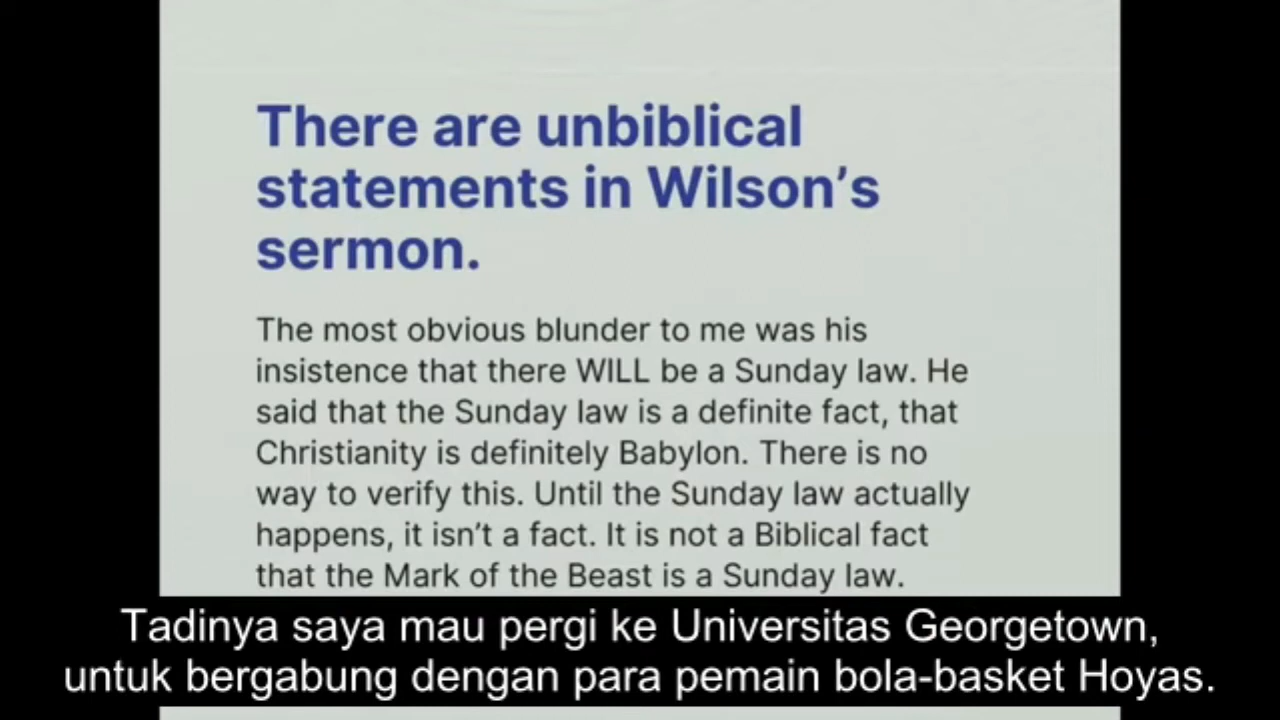 There are unbiblical
statements in Wilson's
sermon.
The most obvious blunder to me was his
insistence that there WILL be a Sunday law. He
said that the Sunday law is a definite fact, that
Christianity is definitely Babylon. There is no
way to verify this. Until the Sunday law actually
happens, it isn't a fact. It is not a Biblical fact
that the Mark of the Beast is a Sunday law.
Tadinya saya mau pergi ke Universitas Georgetown,
untuk bergabung dengan para pemain bola-basket Hoyas.